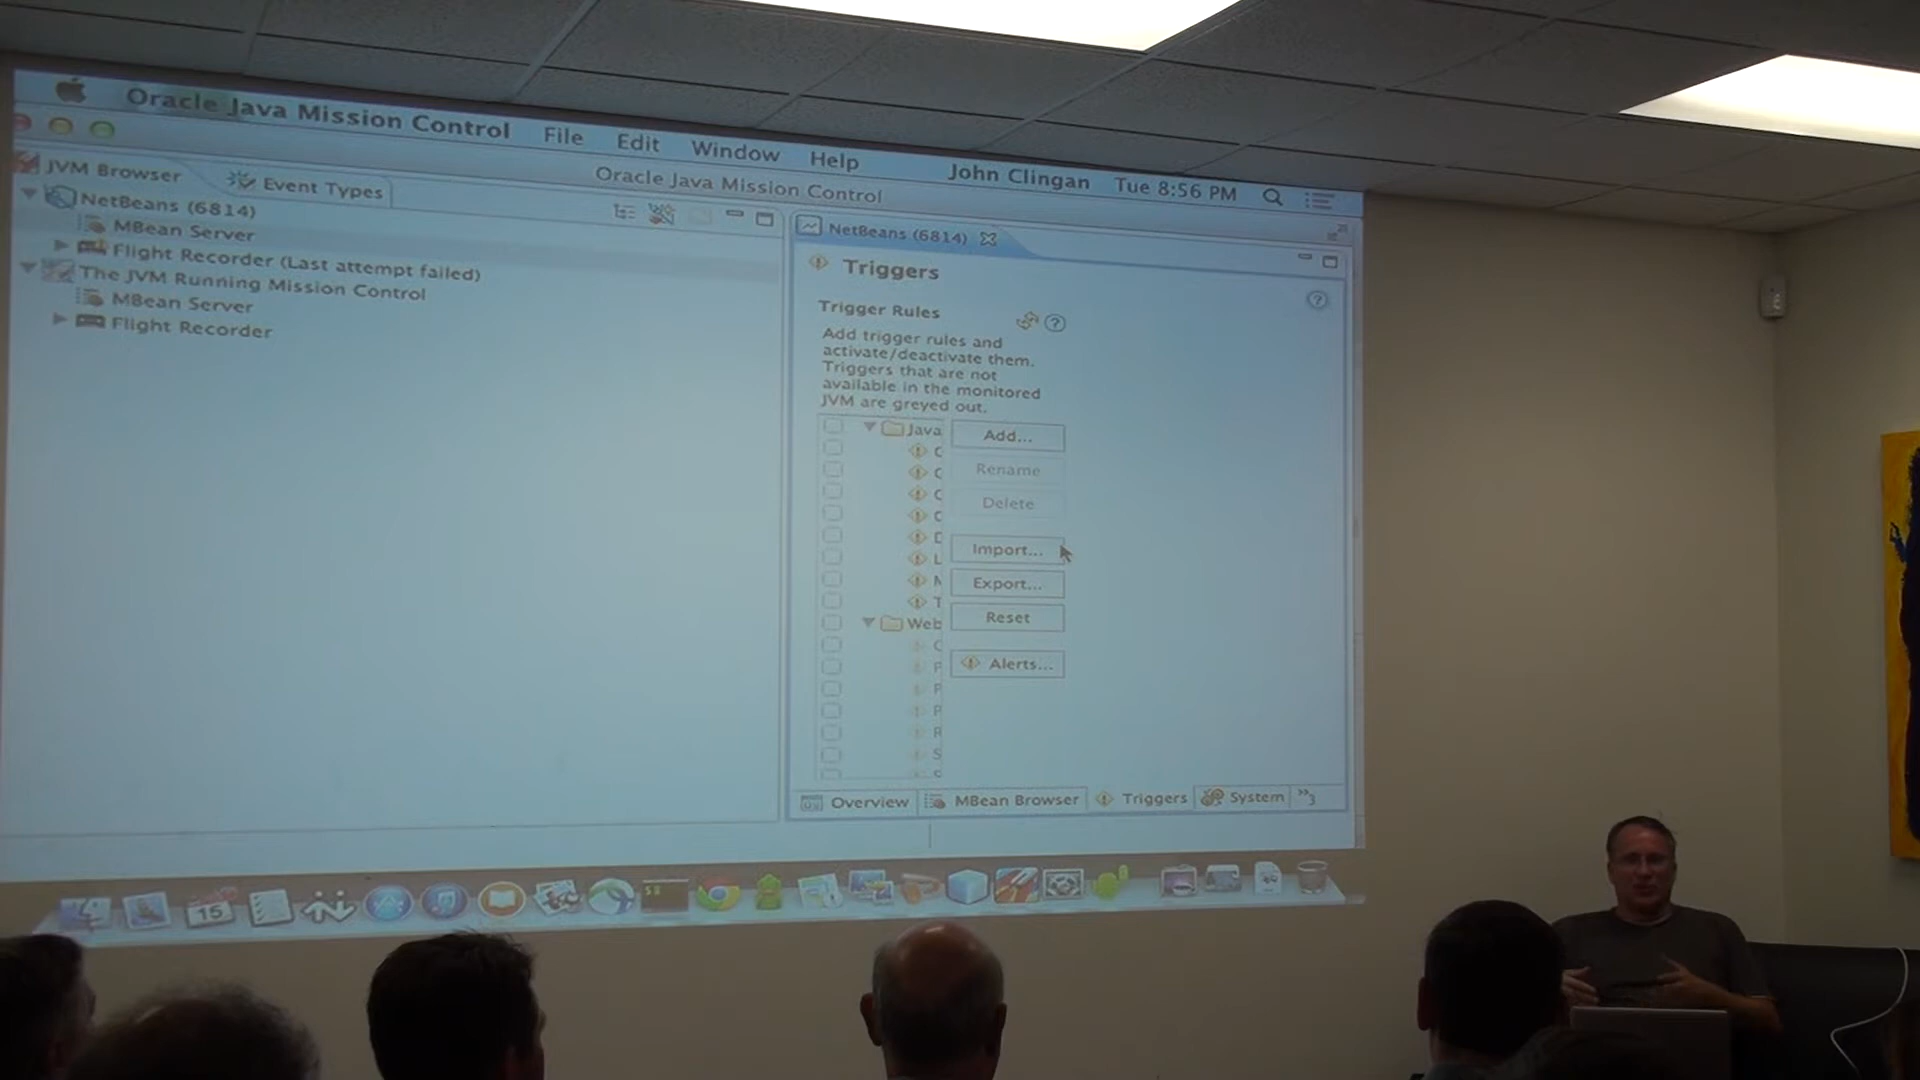 Oracle Java Mission Control File Edit Window Help John Clingan Tue 8:56 PM
Oracle Java Mission Control
JVM Browser Event Types
NetBeans (6814)
MBean Server
Flight Recorder (Last attempt failed)
The JVM Running Mission Control
MBean Server
Flight Recorder
NetBeans (6814)
Triggers
Trigger Rules
Add trigger rules and
activate/deactivate them.
Triggers that are not
available in the monitored
JVM are greyed out.
Java
C
C
C
D
D
L
M
T
Web
C
P
P
P
R
S
Add...
Rename
Delete
Import...
Export...
Reset
Alerts...
Overview MBean Browser Triggers System »3
15